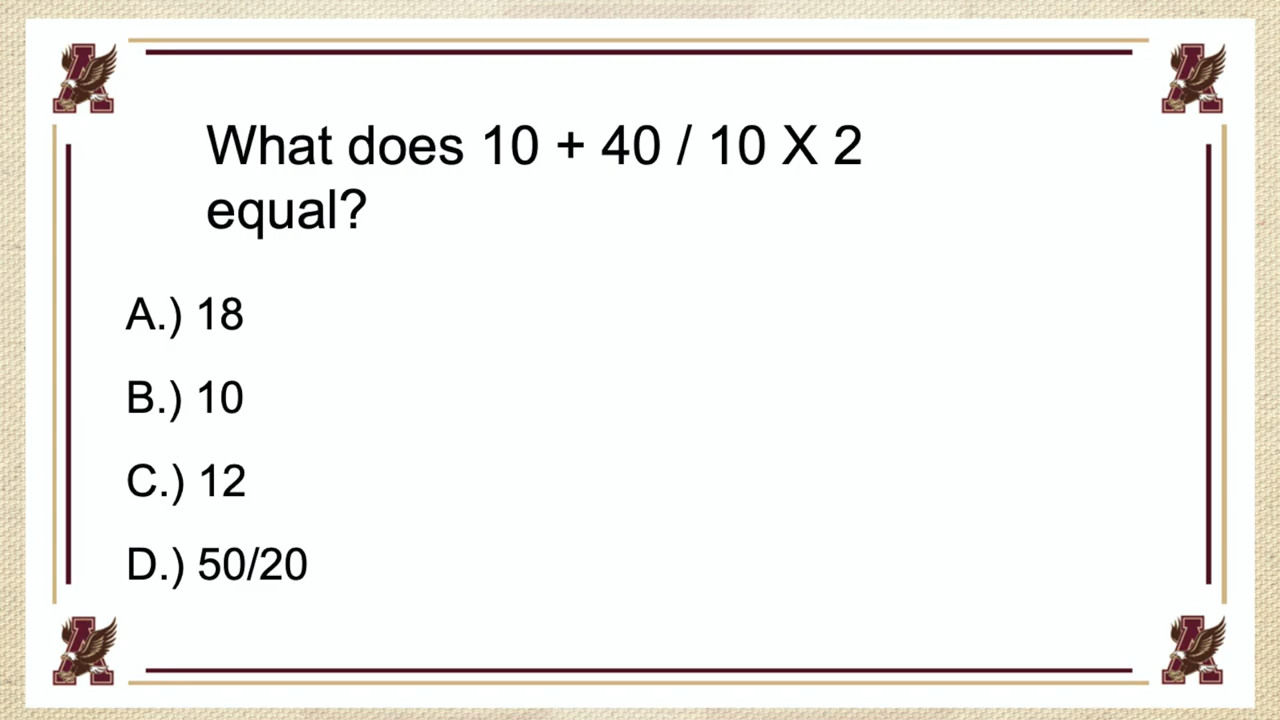 What does 10 + 40 / 10 X 2
equal?
A.) 18
B.) 10
C.) 12
D.) 50/20